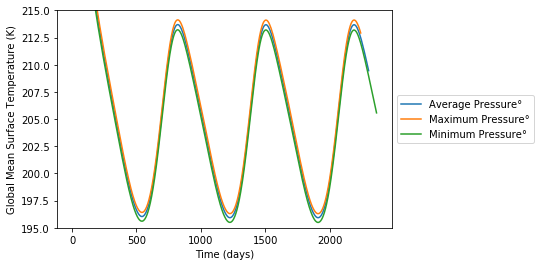 215.0
212.5
210.0
207.5
205.0
202.5
200.0
197.5
195.0
Global Mean Surface Temperature (K)
0
500
1000
1500
2000
Time (days)
Average Pressure°
Maximum Pressure°
Minimum Pressure°